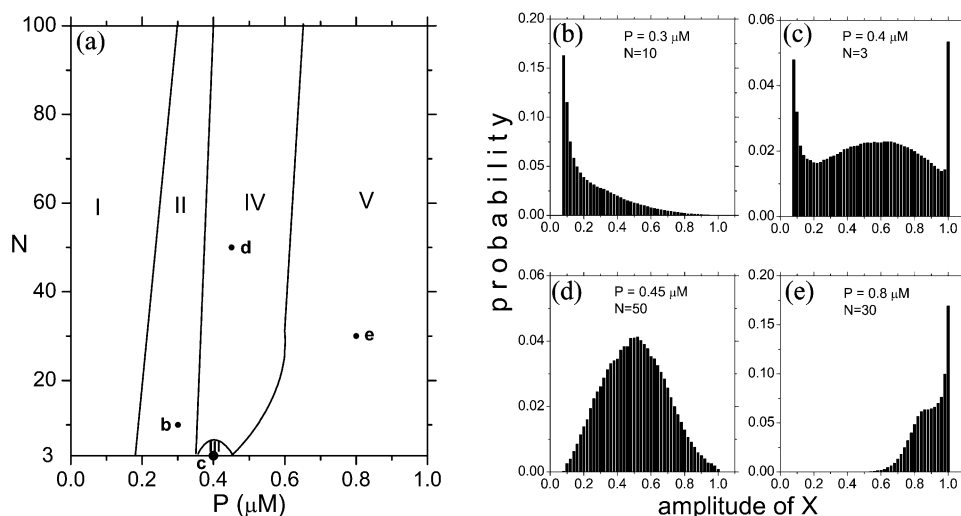 (a)
100
80
60
40
20
3
N
I
II
IV
V
III
b
c
d
e
0.0 0.2 0.4 0.6 0.8 1.0
P (μM)
probability
(b)
P = 0.3 μM
N=10
0.20
0.15
0.10
0.05
0.00
0.0 0.2 0.4 0.6 0.8 1.0
(c)
P = 0.4 μM
N=3
0.06
0.04
0.02
0.00
0.0 0.2 0.4 0.6 0.8 1.0
(d)
P = 0.45 μM
N=50
0.06
0.04
0.02
0.00
0.0 0.2 0.4 0.6 0.8 1.0
(e)
P = 0.8 μM
N=30
0.20
0.15
0.10
0.05
0.00
0.0 0.2 0.4 0.6 0.8 1.0
amplitude of X